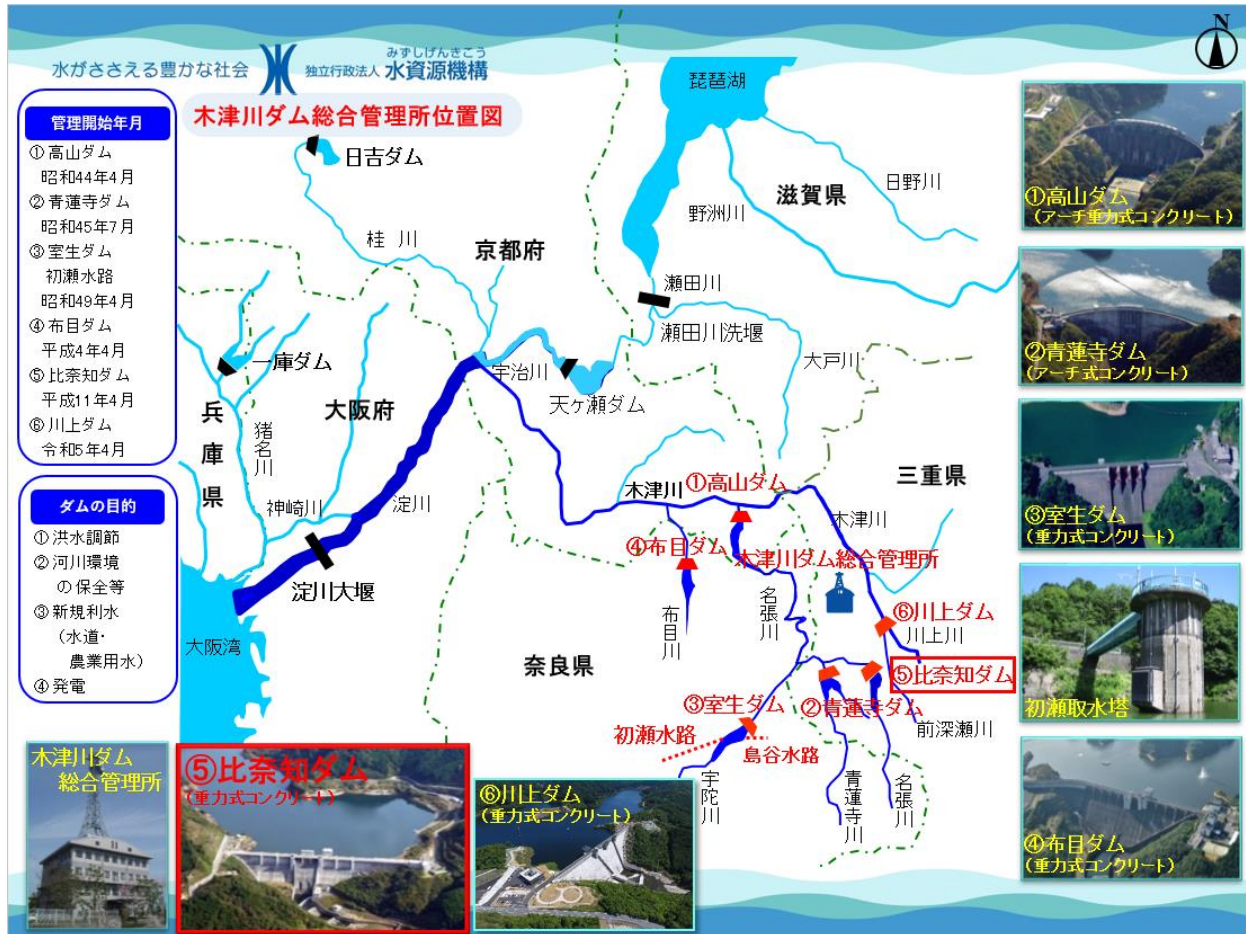 N
水がささえる豊かな社会
みずしげんきこう
独立行政法人 水資源機構
木津川ダム総合管理所位置図
管理開始年月
①高山ダム
昭和44年4月
②青蓮寺ダム
昭和45年7月
③室生ダム
初瀬水路
昭和49年4月
④布目ダム
平成4年4月
⑤比奈知ダム
平成11年4月
⑥川上ダム
令和5年4月
ダムの目的
①洪水調節
②河川環境
の保全等
③新規利水
(水道・
農業用水)
④発電
琵琶湖
日吉ダム
滋賀県
日野川
野洲川
桂 川
京都府
瀬田川
瀬田川洗堰
大戸川
一庫ダム
宇治川
天ヶ瀬ダム
大阪府
兵庫県
猪名川
神崎川
淀川
淀川大堰
大阪湾
三重県
木津川
①高山ダム
木津川
④布目ダム
木津川ダム総合管理所
布目川
名張川
⑥川上ダム
川上川
奈良県
⑤比奈知ダム
③室生ダム
②青蓮寺ダム
前深瀬川
初瀬水路
島谷水路
宇陀川
青蓮寺川
名張川
①高山ダム
(アーチ重力式コンクリート)
②青蓮寺ダム
(アーチ式コンクリート)
③室生ダム
(重力式コンクリート)
初瀬取水塔
④布目ダム
(重力式コンクリート)
木津川ダム
総合管理所
⑤比奈知ダム
(重力式コンクリート)
⑥川上ダム
(重力式コンクリート)